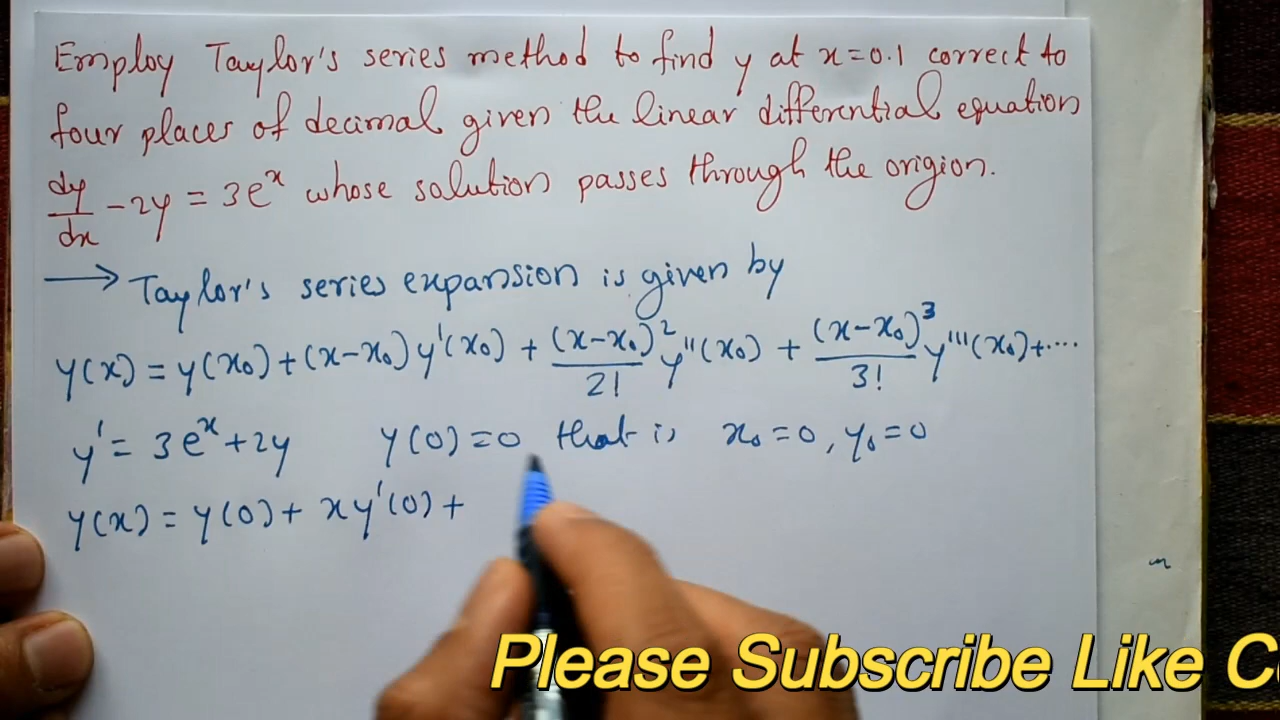 Employ Taylor's series method to find y at x=0.1 correct to
four places of decimal given the linear differential equation
dy/dx - 2y = 3e^x whose solution passes through the origion.
→ Taylor's series expansion is given by
y(x) = y(x₀) + (x-x₀) y'(x₀) + (x-x₀)²/2! y''(x₀) + (x-x₀)³/3! y'''(x₀) + ....
y' = 3e^x + 2y y(0) = 0 that is x₀ = 0, y₀ = 0
y(x) = y(0) + xy'(0) +
Please Subscribe Like C